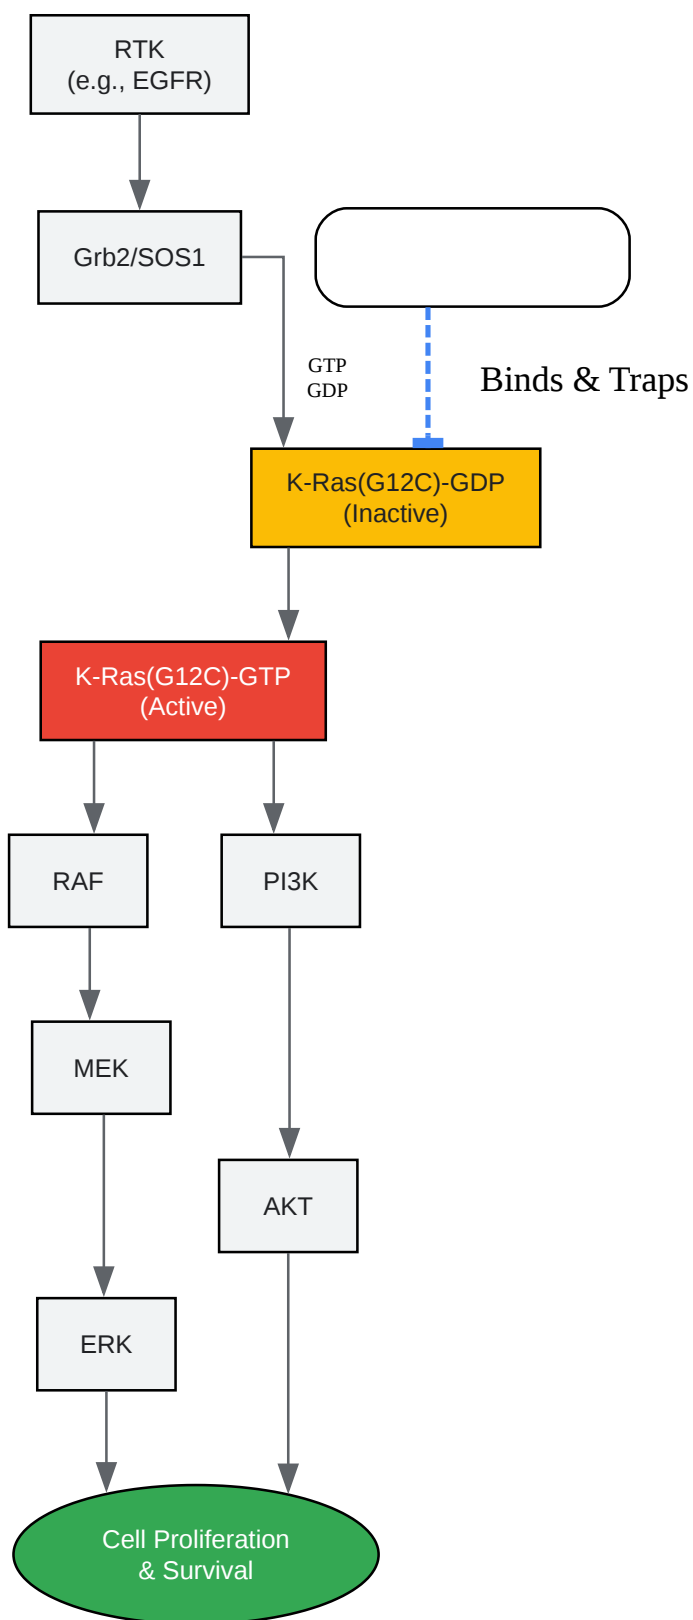 RTK
(e.g., EGFR)
Grb2/SOS1
GTP
GDP
Binds & Traps
K-Ras(G12C)-GDP
(Inactive)
K-Ras(G12C)-GTP
(Active)
RAF
PI3K
MEK
AKT
ERK
Cell Proliferation
& Survival